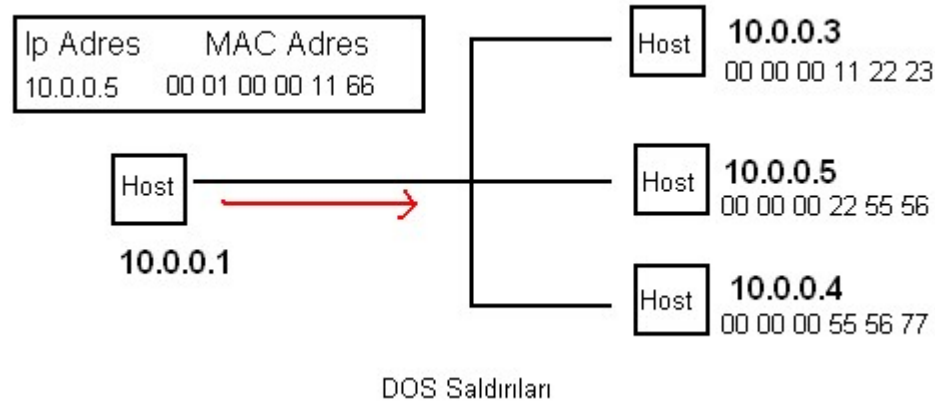 Ip Adres MAC Adres
10.0.0.5 00 01 00 00 11 66
Host 10.0.0.3
00 00 00 11 22 23
Host
10.0.0.1
Host 10.0.0.5
00 00 00 22 55 56
Host 10.0.0.4
00 00 00 55 56 77
DOS Saldırıları